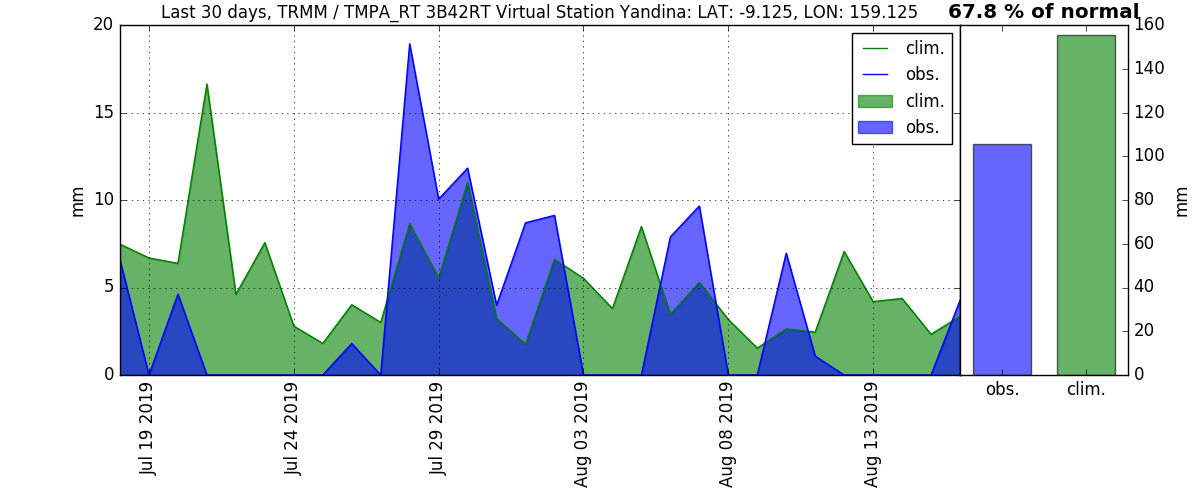 Last 30 days, TRMM / TMPA_RT 3B42RT Virtual Station Yandina: LAT: -9.125, LON: 159.125
67.8 % of normal
20
15
10
5
0
mm
clim.
obs.
clim.
obs.
Jul 19 2019
Jul 24 2019
Jul 29 2019
Aug 03 2019
Aug 08 2019
Aug 13 2019
160
140
120
100
80
60
40
20
0
mm
obs.
clim.